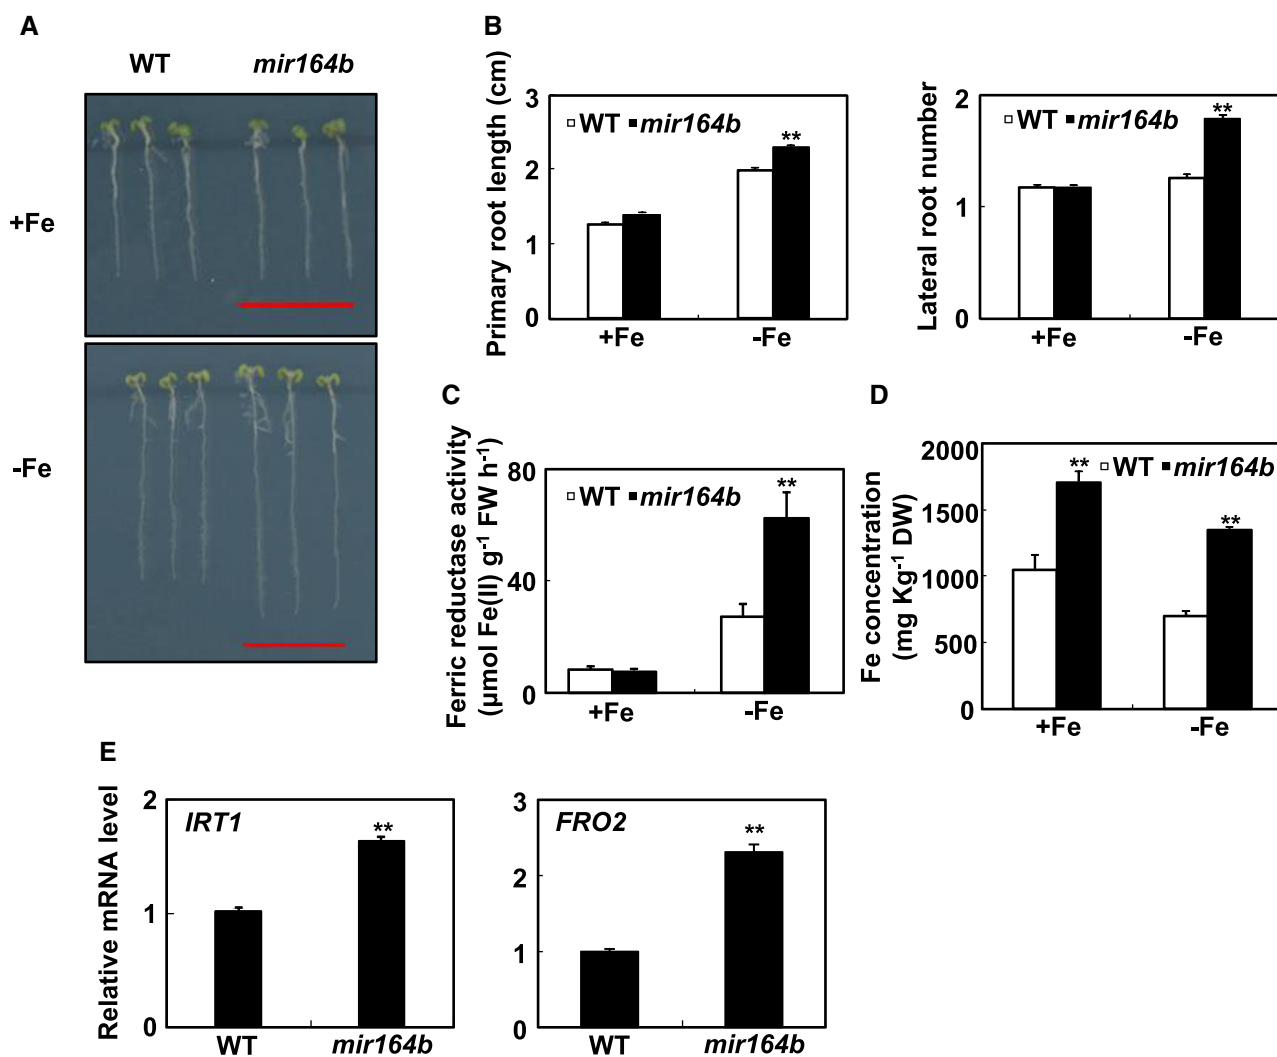 A
WT mir164b
+Fe
-Fe
B
Primary root length (cm)
3
2
1
0
WT mir164b
**
+Fe -Fe
Lateral root number
2
1
0
WT mir164b
**
+Fe -Fe
C
Ferric reductase activity
(μmol Fe(II) g-1 FW h-1)
80
40
0
WT mir164b
**
+Fe -Fe
D
Fe concentration
(mg Kg-1 DW)
2000
1500
1000
500
0
** WT mir164b
**
+Fe -Fe
E
Relative mRNA level
2
1
0
IRT1
**
WT mir164b
3
2
1
0
FRO2
**
WT mir164b